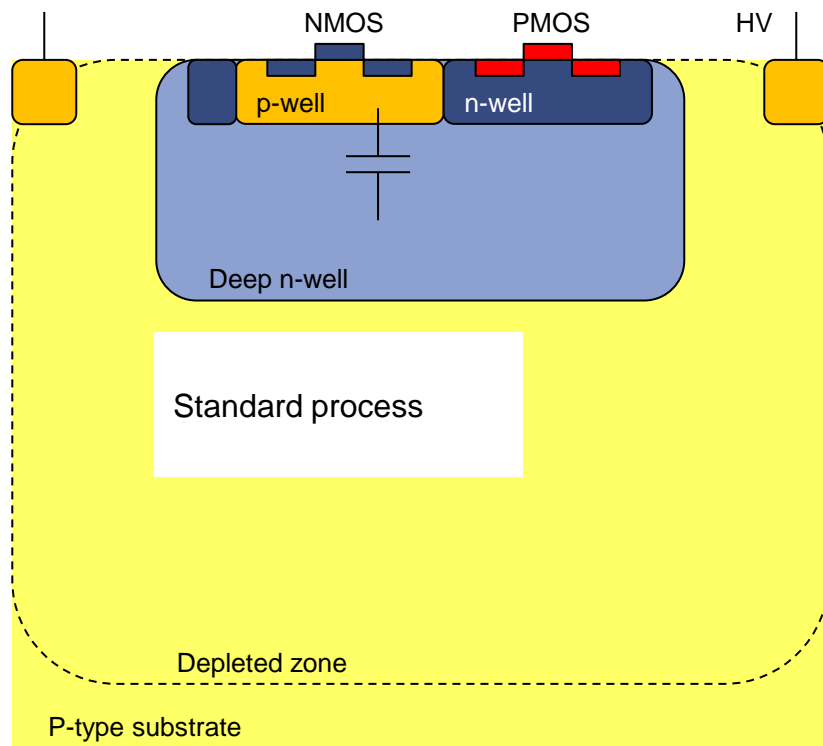 NMOS
PMOS
HV
p-well
n-well
Deep n-well
Standard process
Depleted zone
P-type substrate